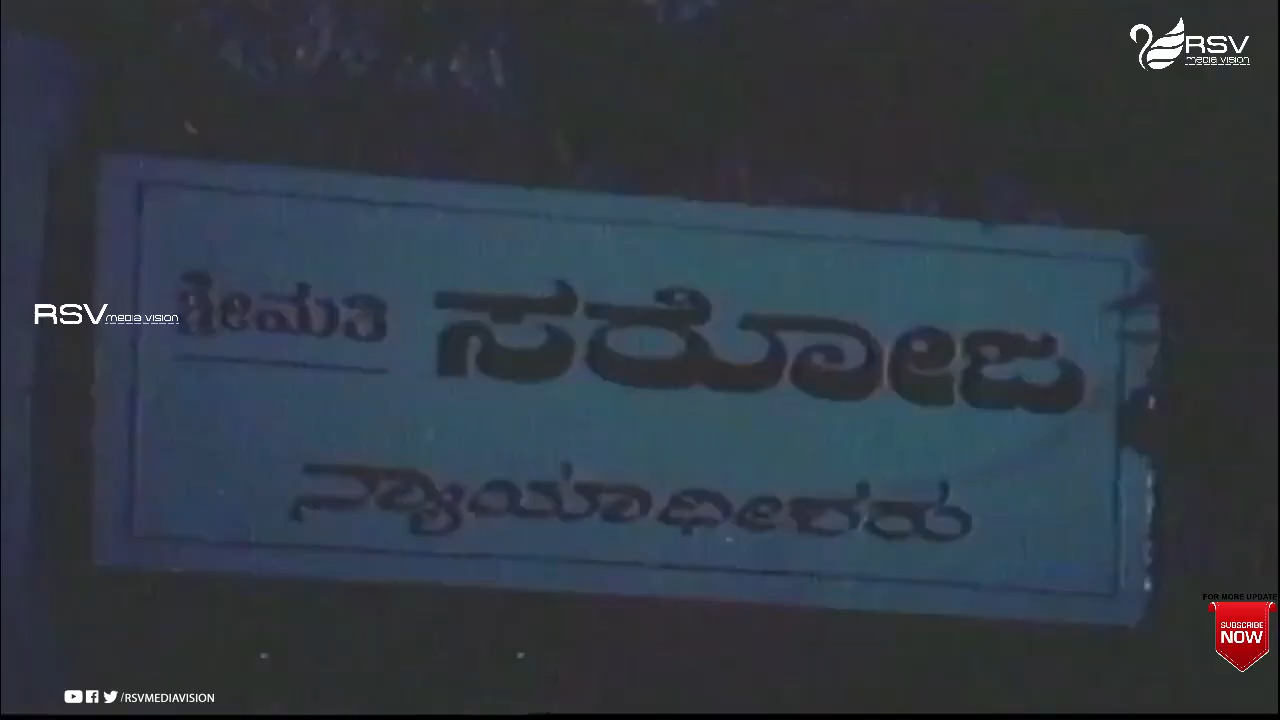 RSV
media vision
RSV media vision
ಶ್ರೀಮತಿ ಸರೋಜ
ನ್ಯಾಯಾಧೀಶರು
FOR MORE UPDATE
SUBSCRIBE
NOW
/RSVMEDIAVISION